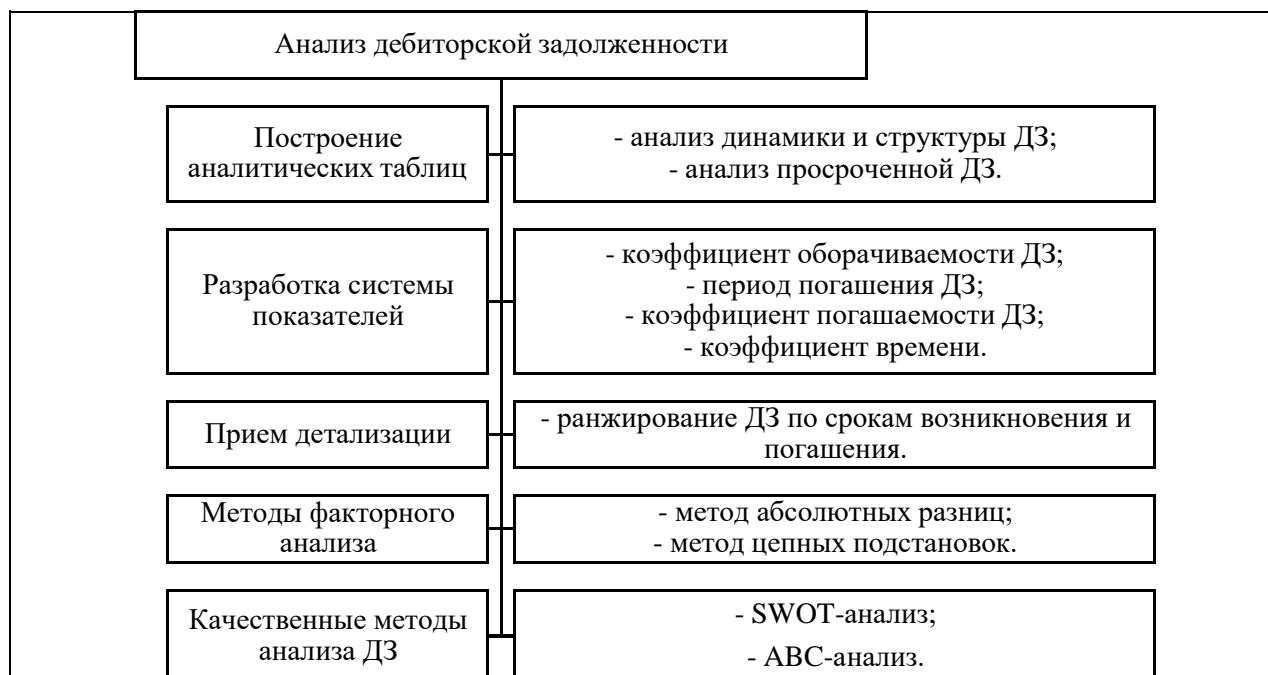 Анализ дебиторской задолженности
Построение
аналитических таблиц
- анализ динамики и структуры ДЗ;
- анализ просроченной ДЗ.
Разработка системы
показателей
- коэффициент оборачиваемости ДЗ;
- период погашения ДЗ;
- коэффициент погашаемости ДЗ;
- коэффициент времени.
Прием детализации
- ранжирование ДЗ по срокам возникновения и
погашения.
Методы факторного
анализа
- метод абсолютных разниц;
- метод цепных подстановок.
Качественные методы
анализа ДЗ
- SWOT-анализ;
- ABC-анализ.